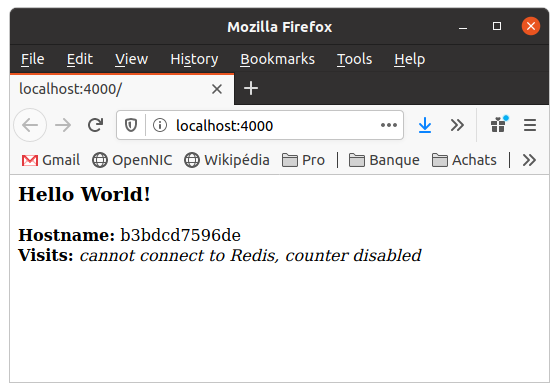 Mozilla Firefox
File Edit View History Bookmarks Tools Help
localhost:4000/
localhost:4000
Gmail OpenNIC Wikipédia Pro Banque Achats
Hello World!
Hostname: b3bdcd7596de
Visits: cannot connect to Redis, counter disabled